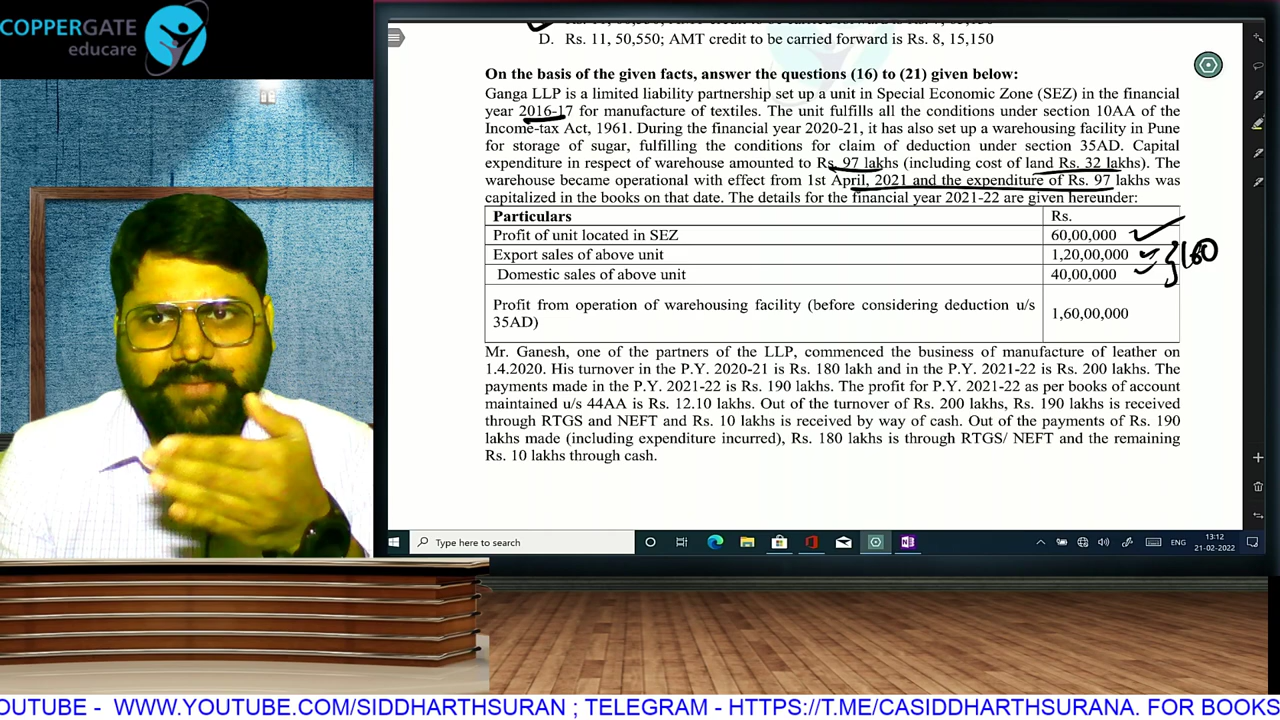 COPPERGATE
educare
D. Rs. 11, 50,550; AMT credit to be carried forward is Rs. 8, 15,150
On the basis of the given facts, answer the questions (16) to (21) given below:
Ganga LLP is a limited liability partnership set up a unit in Special Economic Zone (SEZ) in the financial
year 2016-17 for manufacture of textiles. The unit fulfills all the conditions under section 10AA of the
Income-tax Act, 1961. During the financial year 2020-21, it has also set up a warehousing facility in Pune
for storage of sugar, fulfilling the conditions for claim of deduction under section 35AD. Capital
expenditure in respect of warehouse amounted to Rs. 97 lakhs (including cost of land Rs. 32 lakhs). The
warehouse became operational with effect from 1st April, 2021 and the expenditure of Rs. 97 lakhs was
capitalized in the books on that date. The details for the financial year 2021-22 are given hereunder:
Particulars Rs.
Profit of unit located in SEZ 60,00,000
Export sales of above unit 1,20,00,000
160
Domestic sales of above unit 40,00,000
Profit from operation of warehousing facility (before considering deduction u/s
35AD) 1,60,00,000
Mr. Ganesh, one of the partners of the LLP, commenced the business of manufacture of leather on
1.4.2020. His turnover in the P.Y. 2020-21 is Rs. 180 lakh and in the P.Y. 2021-22 is Rs. 200 lakhs. The
payments made in the P.Y. 2021-22 is Rs. 190 lakhs. The profit for P.Y. 2021-22 as per books of account
maintained u/s 44AA is Rs. 12.10 lakhs. Out of the turnover of Rs. 200 lakhs, Rs. 190 lakhs is received
through RTGS and NEFT and Rs. 10 lakhs is received by way of cash. Out of the payments of Rs. 190
lakhs made (including expenditure incurred), Rs. 180 lakhs is through RTGS/ NEFT and the remaining
Rs. 10 lakhs through cash.
Type here to search
ENG
13:12
21-02-2022
OUTUBE - WWW.YOUTUBE.COM/SIDDHARTHSURAN ; TELEGRAM - HTTPS://T.ME/CASIDDHARTHSURANA. FOR BOOKS